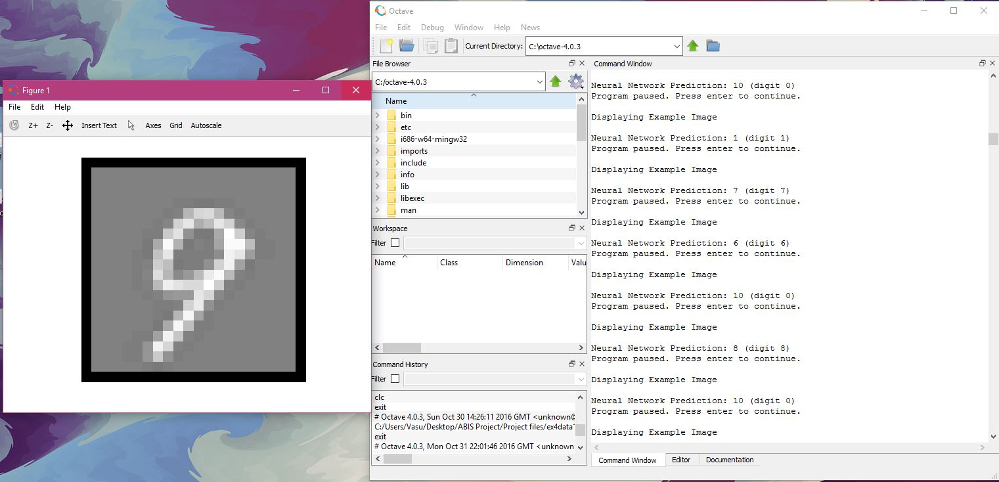 Octave
File Edit Debug Window Help News
Current Directory: C:\octave-4.0.3
File Browser
C:/octave-4.0.3
Name
bin
etc
i686-w64-mingw32
imports
include
info
lib
libexec
man
Workspace
Filter
Name Class Dimension Valu
Command History
Filter
clc
exit
# Octave 4.0.3, Sun Oct 30 14:26:11 2016 GMT <unknown@
C:/Users/Vasu/Desktop/ABIS Project/Project files/ex4data1
exit
# Octave 4.0.3, Mon Oct 31 22:01:46 2016 GMT <unknown
Command Window
Neural Network Prediction: 10 (digit 0)
Program paused. Press enter to continue.
Displaying Example Image
Neural Network Prediction: 1 (digit 1)
Program paused. Press enter to continue.
Displaying Example Image
Neural Network Prediction: 7 (digit 7)
Program paused. Press enter to continue.
Displaying Example Image
Neural Network Prediction: 6 (digit 6)
Program paused. Press enter to continue.
Displaying Example Image
Neural Network Prediction: 10 (digit 0)
Program paused. Press enter to continue.
Displaying Example Image
Neural Network Prediction: 8 (digit 8)
Program paused. Press enter to continue.
Displaying Example Image
Neural Network Prediction: 10 (digit 0)
Program paused. Press enter to continue.
Displaying Example Image
Command Window Editor Documentation
Figure 1
File Edit Help
Z+ Z- Insert Text Axes Grid Autoscale
9